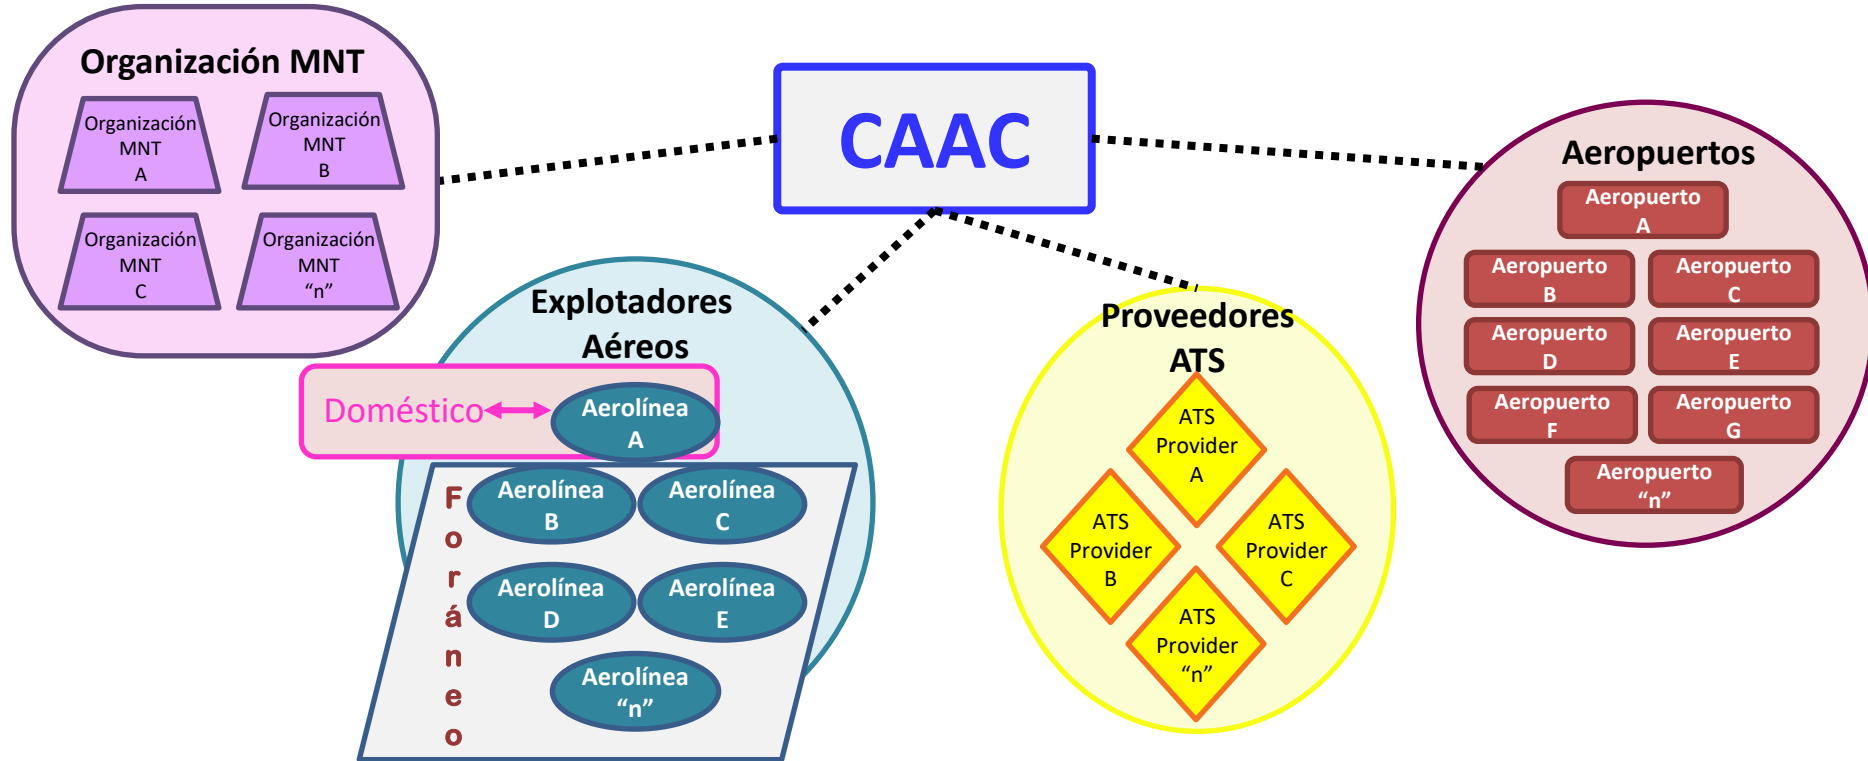 Organización MNT
Organización
MNT
A
Organización
MNT
B
Organización
MNT
C
Organización
MNT
“n”
CAAC
Explotadores
Aéreos
Doméstico
Aerolínea
A
Foráneo
Aerolínea
B
Aerolínea
C
Aerolínea
D
Aerolínea
E
Aerolínea
“n”
Proveedores
ATS
ATS
Provider
A
ATS
Provider
B
ATS
Provider
C
ATS
Provider
“n”
Aeropuertos
Aeropuerto
A
Aeropuerto
B
Aeropuerto
C
Aeropuerto
D
Aeropuerto
E
Aeropuerto
F
Aeropuerto
G
Aeropuerto
“n”